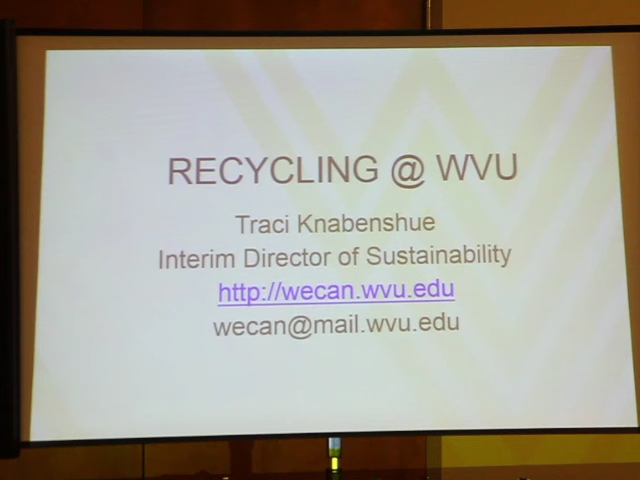 RECYCLING @ WVU
Traci Knabenshue
Interim Director of Sustainability
http://wecan.wvu.edu
wecan@mail.wvu.edu